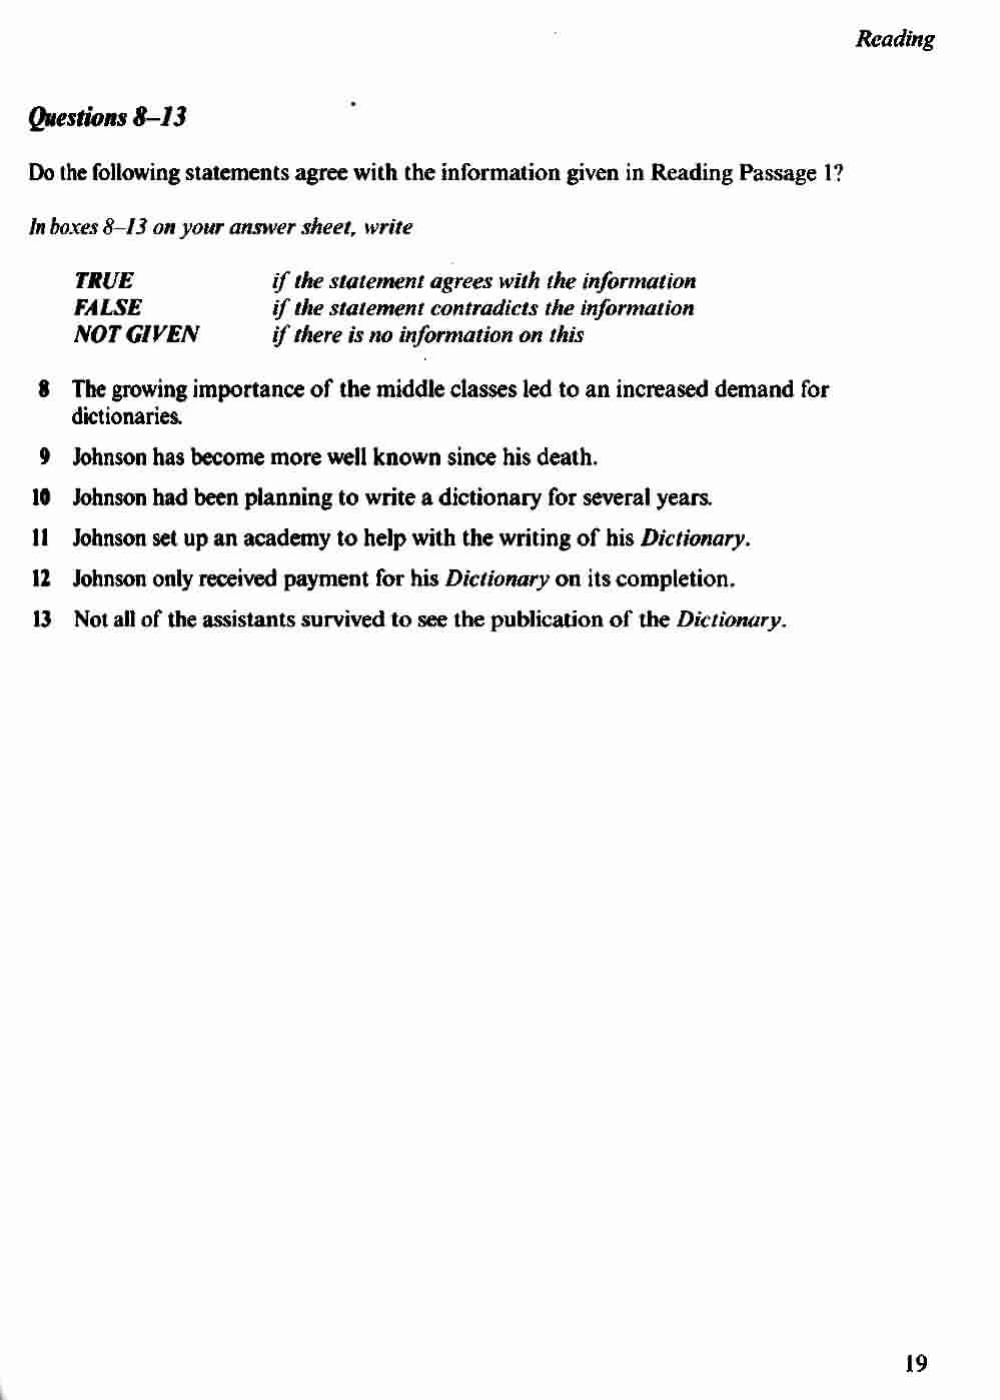 Reading
Questions 8–13
Do the following statements agree with the information given in Reading Passage 1?
In boxes 8–13 on your answer sheet, write
TRUE if the statement agrees with the information
FALSE if the statement contradicts the information
NOT GIVEN if there is no information on this
8 The growing importance of the middle classes led to an increased demand for
dictionaries.
9 Johnson has become more well known since his death.
10 Johnson had been planning to write a dictionary for several years.
11 Johnson set up an academy to help with the writing of his Dictionary.
12 Johnson only received payment for his Dictionary on its completion.
13 Not all of the assistants survived to see the publication of the Dictionary.
19